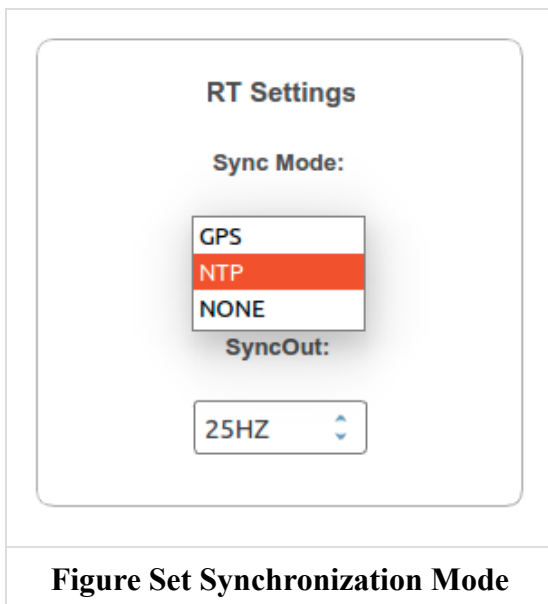 RT Settings
Sync Mode:
GPS
NTP
NONE
SyncOut:
25HZ
Figure Set Synchronization Mode